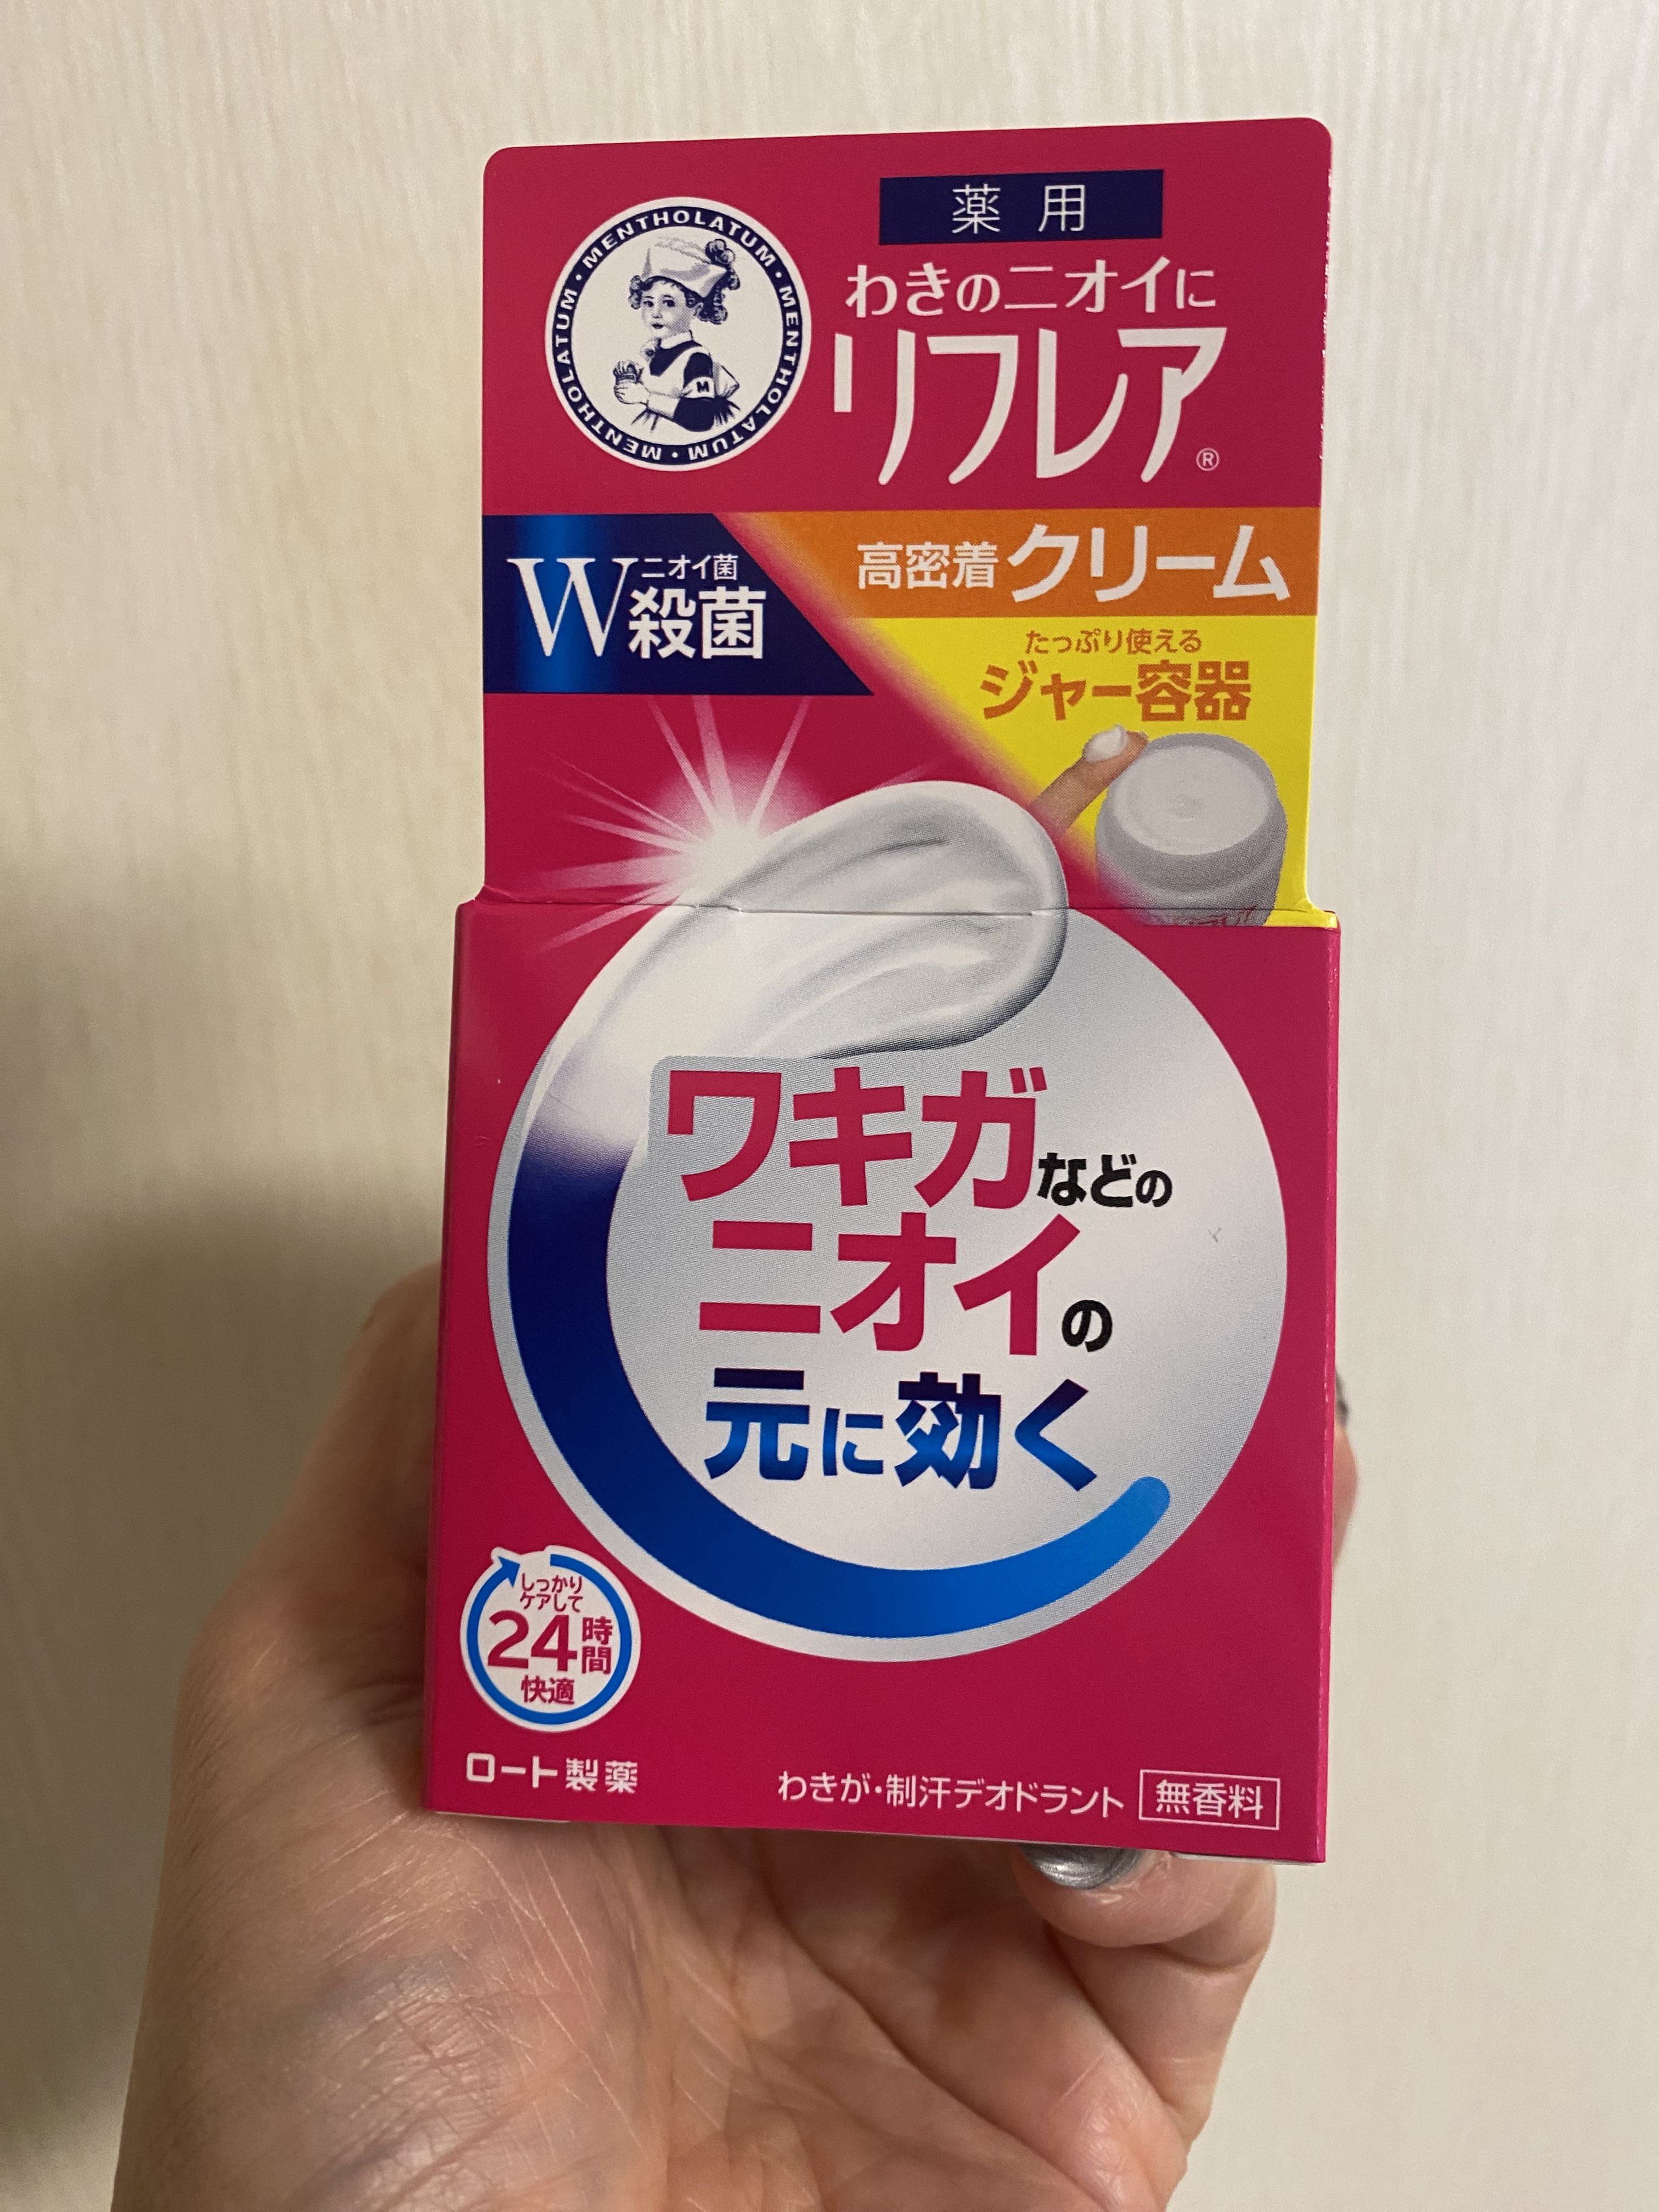 MENTHOLATUM・MENTHOLATUM・MENTHOLATUM・MENTHOLATUM・
M
薬用
わきのニオイに
リフレア®
W ニオイ菌
殺菌
高密着クリーム
たっぷり使える
ジャー容器
ワキガなどの
ニオイの
元に効く
しっかり
ケアして
24時間
快適
ロート製薬
わきが・制汗デオドラント 無香料